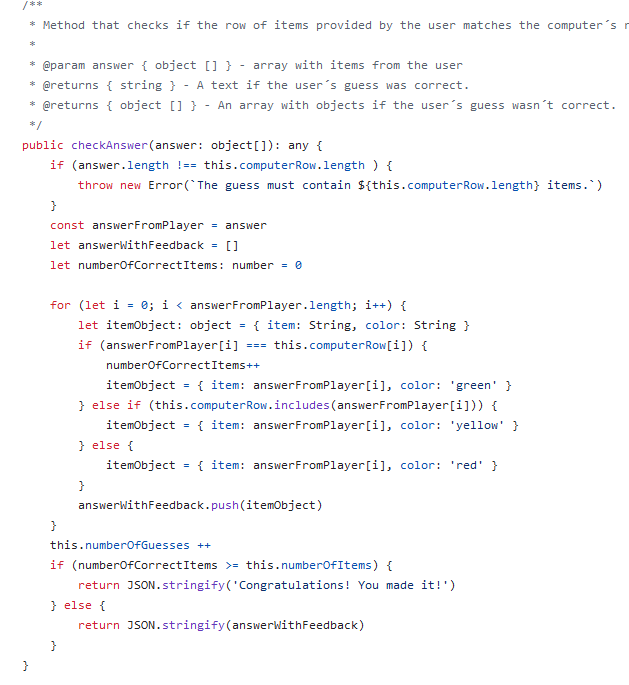 /**
 * Method that checks if the row of items provided by the user matches the computer´s r
 *
 * @param answer { object [] } - array with items from the user
 * @returns { string } - A text if the user´s guess was correct.
 * @returns { object [] } - An array with objects if the user´s guess wasn´t correct.
 */
public checkAnswer(answer: object[]): any {
    if (answer.length !== this.computerRow.length ) {
        throw new Error(`The guess must contain ${this.computerRow.length} items.`)
    }
    const answerFromPlayer = answer
    let answerWithFeedback = []
    let numberOfCorrectItems: number = 0

    for (let i = 0; i < answerFromPlayer.length; i++) {
        let itemObject: object = { item: String, color: String }
        if (answerFromPlayer[i] === this.computerRow[i]) {
            numberOfCorrectItems++
            itemObject = { item: answerFromPlayer[i], color: 'green' }
        } else if (this.computerRow.includes(answerFromPlayer[i])) {
            itemObject = { item: answerFromPlayer[i], color: 'yellow' }
        } else {
            itemObject = { item: answerFromPlayer[i], color: 'red' }
        }
        answerWithFeedback.push(itemObject)
    }
    this.numberOfGuesses ++
    if (numberOfCorrectItems >= this.numberOfItems) {
        return JSON.stringify('Congratulations! You made it!')
    } else {
        return JSON.stringify(answerWithFeedback)
    }
}